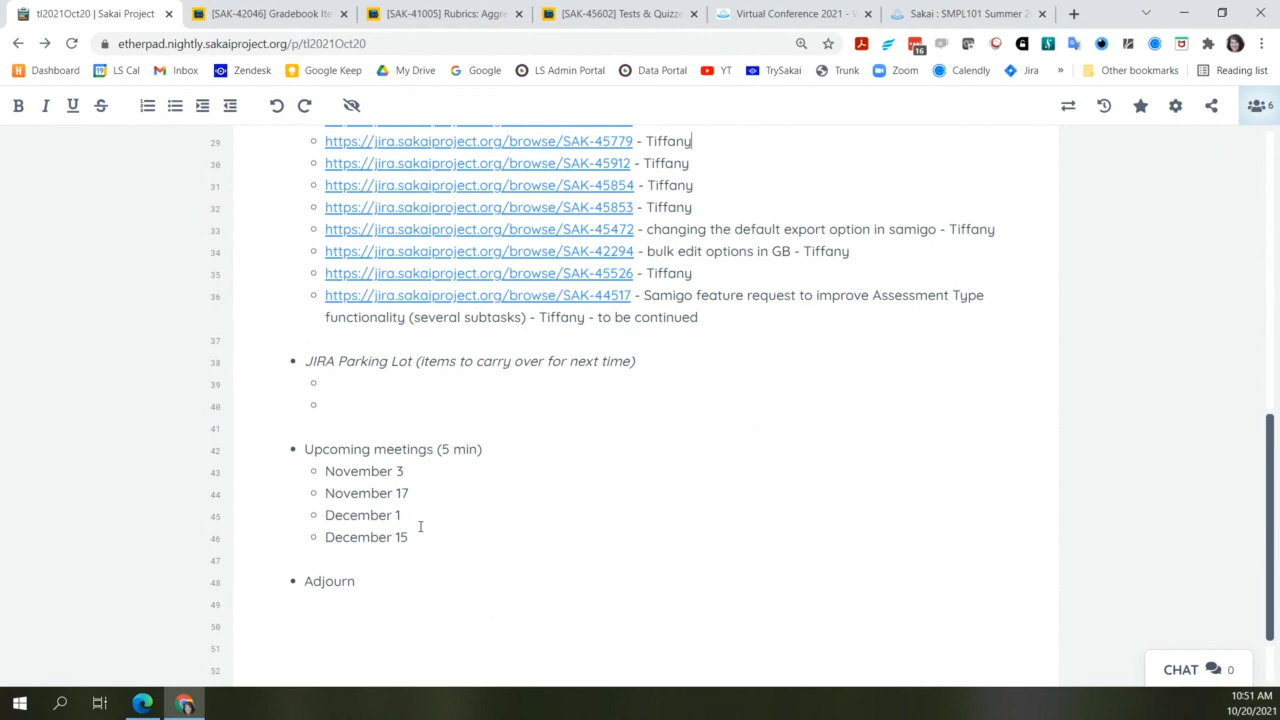 tl2021Oct20 | Sakai Project
[SAK-42046] Gradebook Ite
[SAK-41005] Rubrics: Aggre
[SAK-45602] Tests & Quizze
Virtual Conference 2021 - V
Sakai : SMPL101 Summer 2
etherpad.nightly.sakaiproject.org/p/tl2021Oct20
16
Dashboard LS Cal Inbox Zendesk Google Keep My Drive Google LS Admin Portal Data Portal YT TrySakai Trunk Zoom Calendly Jira » Other bookmarks Reading list
B I U S 6
29 https://jira.sakaiproject.org/browse/SAK-45779 - Tiffany
30 https://jira.sakaiproject.org/browse/SAK-45912 - Tiffany
31 https://jira.sakaiproject.org/browse/SAK-45854 - Tiffany
32 https://jira.sakaiproject.org/browse/SAK-45853 - Tiffany
33 https://jira.sakaiproject.org/browse/SAK-45472 - changing the default export option in samigo - Tiffany
34 https://jira.sakaiproject.org/browse/SAK-42294 - bulk edit options in GB - Tiffany
35 https://jira.sakaiproject.org/browse/SAK-45526 - Tiffany
36 https://jira.sakaiproject.org/browse/SAK-44517 - Samigo feature request to improve Assessment Type
functionality (several subtasks) - Tiffany - to be continued
37
38 JIRA Parking Lot (items to carry over for next time)
39
40
41
42 Upcoming meetings (5 min)
43 November 3
44 November 17
45 December 1
46 December 15
47
48 Adjourn
49
50
51
52
CHAT 0
10:51 AM
10/20/2021